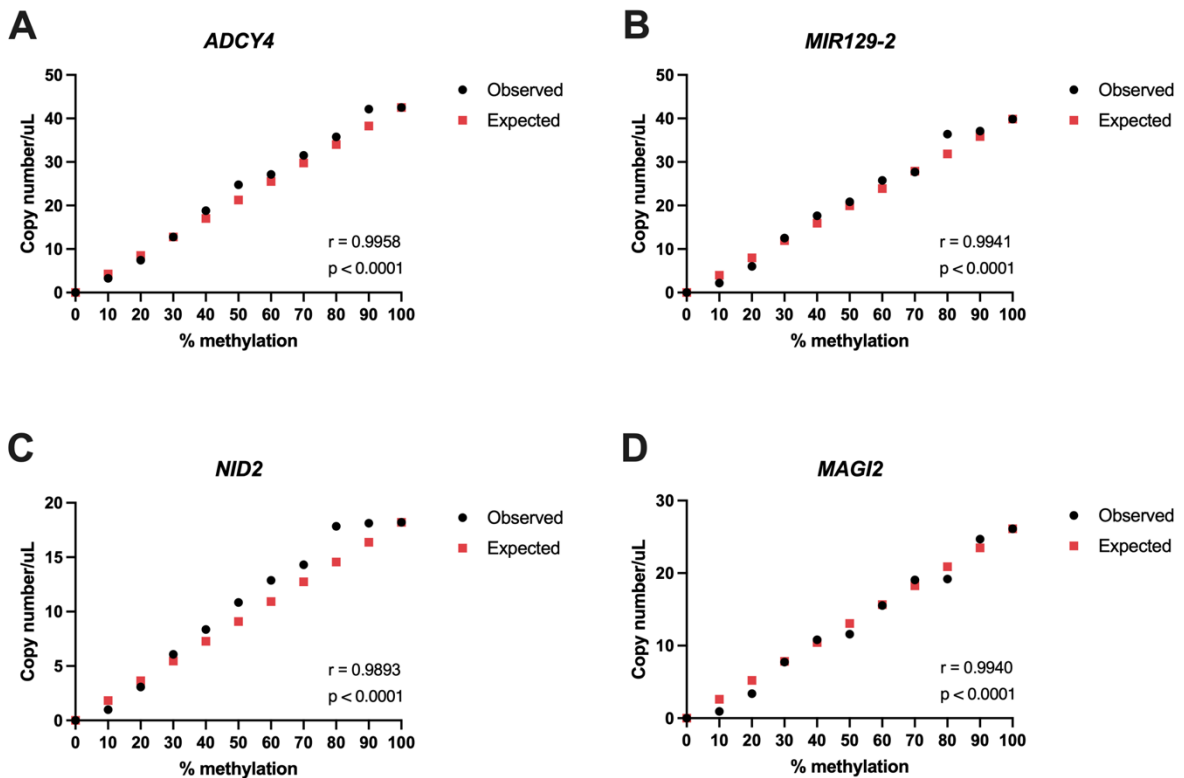 A
ADCY4
Copy number/uL
50
40
30
20
10
0
0 10 20 30 40 50 60 70 80 90 100
% methylation
Observed
Expected
r = 0.9958
p < 0.0001
B
MIR129-2
Copy number/uL
50
40
30
20
10
0
0 10 20 30 40 50 60 70 80 90 100
% methylation
Observed
Expected
r = 0.9941
p < 0.0001
C
NID2
Copy number/uL
20
15
10
5
0
0 10 20 30 40 50 60 70 80 90 100
% methylation
Observed
Expected
r = 0.9893
p < 0.0001
D
MAGI2
Copy number/uL
30
20
10
0
0 10 20 30 40 50 60 70 80 90 100
% methylation
Observed
Expected
r = 0.9940
p < 0.0001